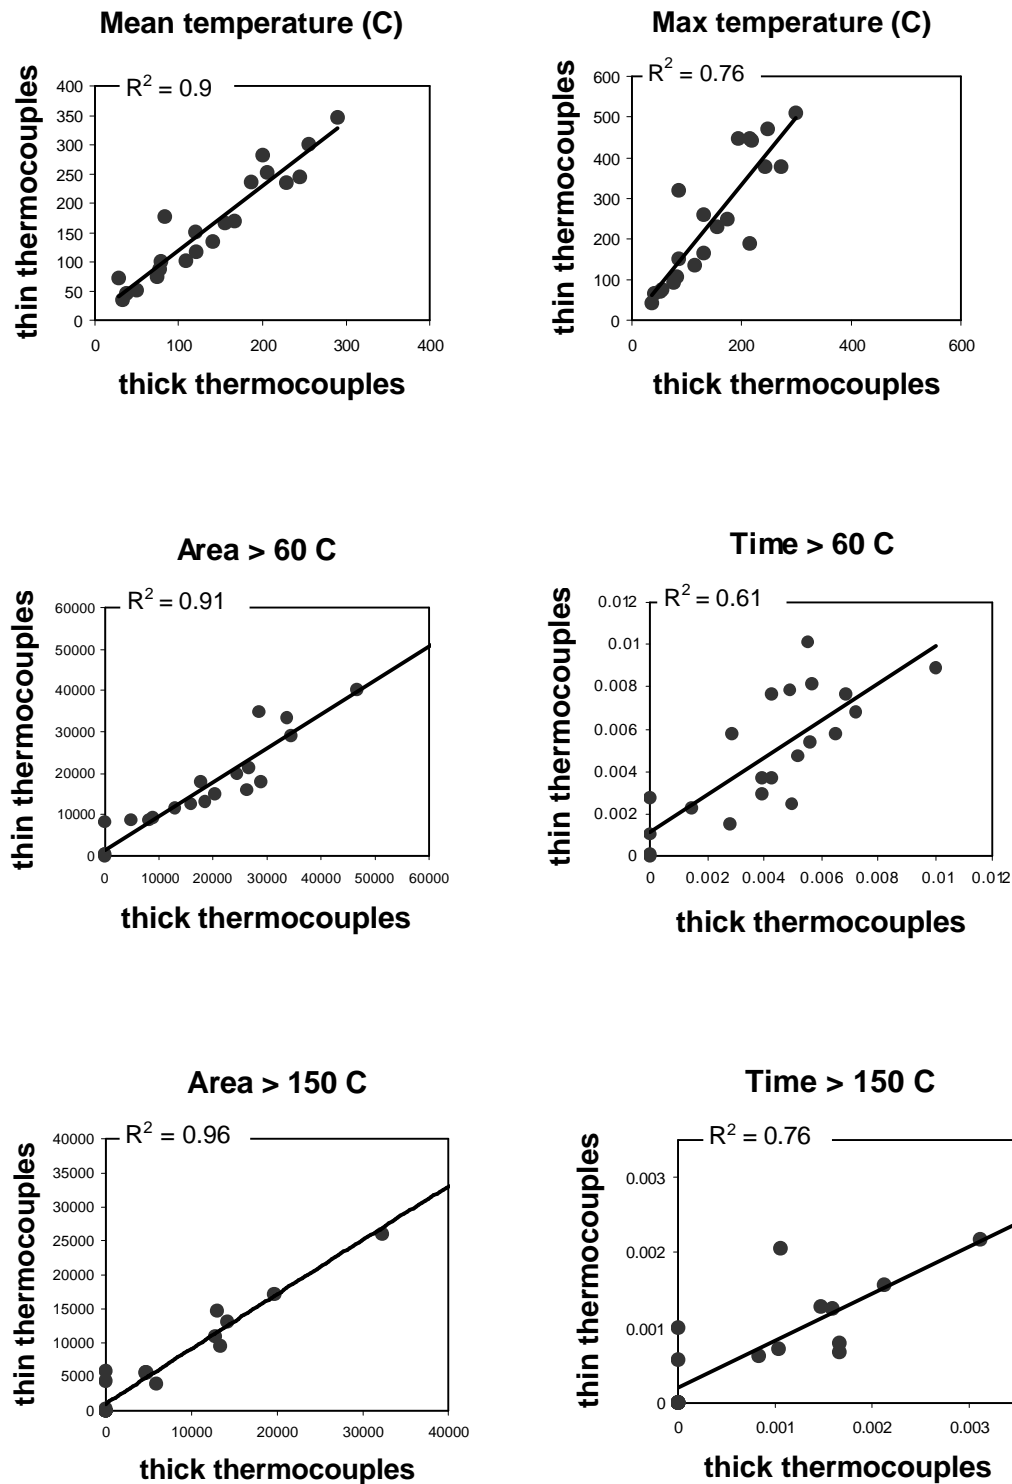 Mean temperature (C)
R² = 0.9
400
350
300
250
200
150
100
50
0
0 100 200 300 400
thin thermocouples
thick thermocouples
Max temperature (C)
R² = 0.76
600
500
400
300
200
100
0
0 200 400 600
thin thermocouples
thick thermocouples
Area > 60 C
R² = 0.91
60000
50000
40000
30000
20000
10000
0
0 10000 20000 30000 40000 50000 60000
thin thermocouples
thick thermocouples
Time > 60 C
R² = 0.61
0.012
0.01
0.008
0.006
0.004
0.002
0
0 0.002 0.004 0.006 0.008 0.01 0.012
thin thermocouples
thick thermocouples
Area > 150 C
R² = 0.96
40000
35000
30000
25000
20000
15000
10000
5000
0
0 10000 20000 30000 40000
thin thermocouples
thick thermocouples
Time > 150 C
R² = 0.76
0.003
0.002
0.001
0
0 0.001 0.002 0.003
thin thermocouples
thick thermocouples